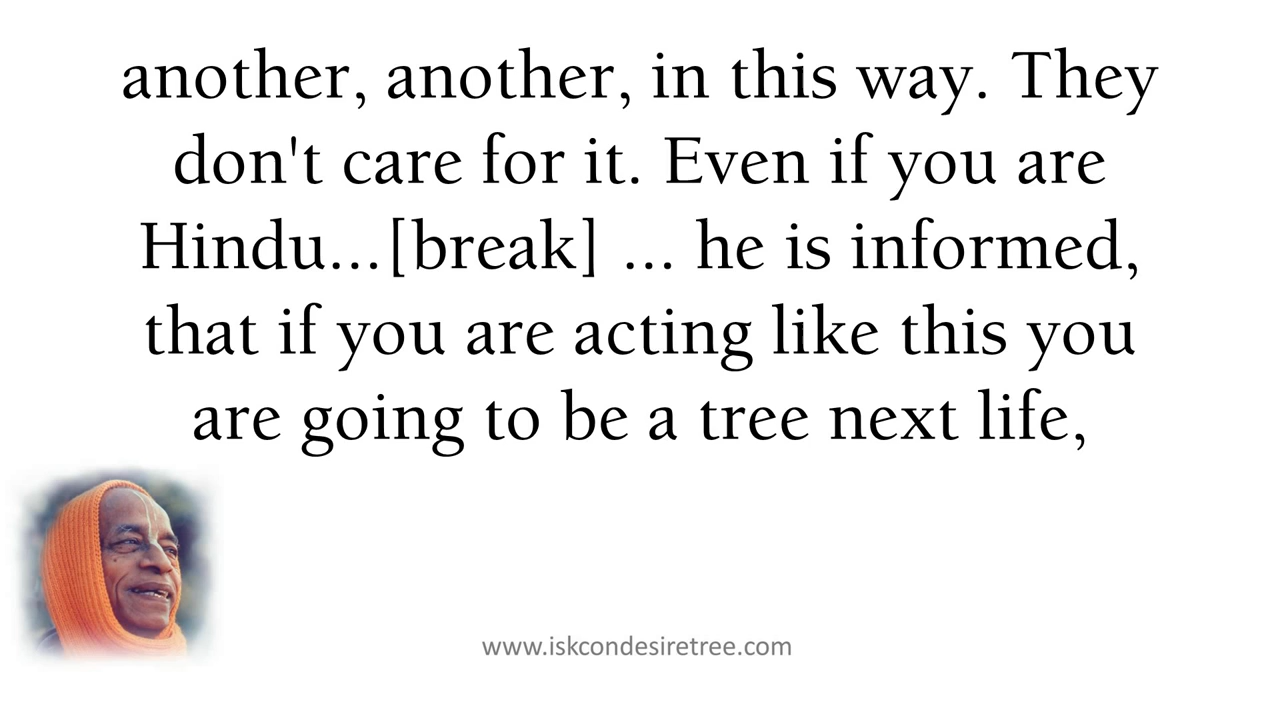 another, another, in this way. They
don't care for it. Even if you are
Hindu...[break] ... he is informed,
that if you are acting like this you
are going to be a tree next life,
www.iskcondesiretree.com